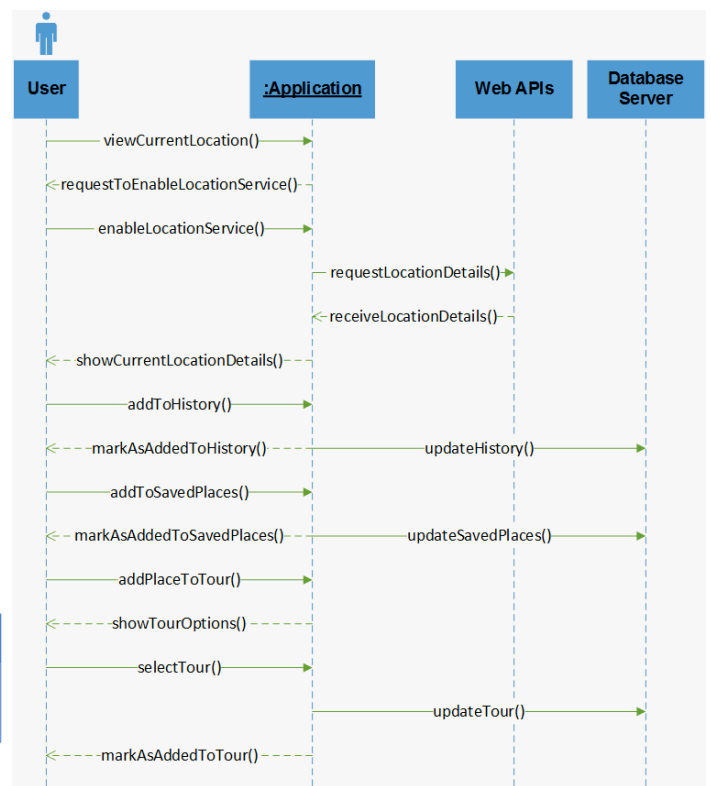 User
:Application
Web APIs
Database
Server
viewCurrentLocation()
requestToEnableLocationService()
enableLocationService()
requestLocationDetails()
receiveLocationDetails()
showCurrentLocationDetails()
addToHistory()
markAsAddedToHistory()
updateHistory()
addToSavedPlaces()
markAsAddedToSavedPlaces()
updateSavedPlaces()
addPlaceToTour()
showTourOptions()
selectTour()
updateTour()
markAsAddedToTour()